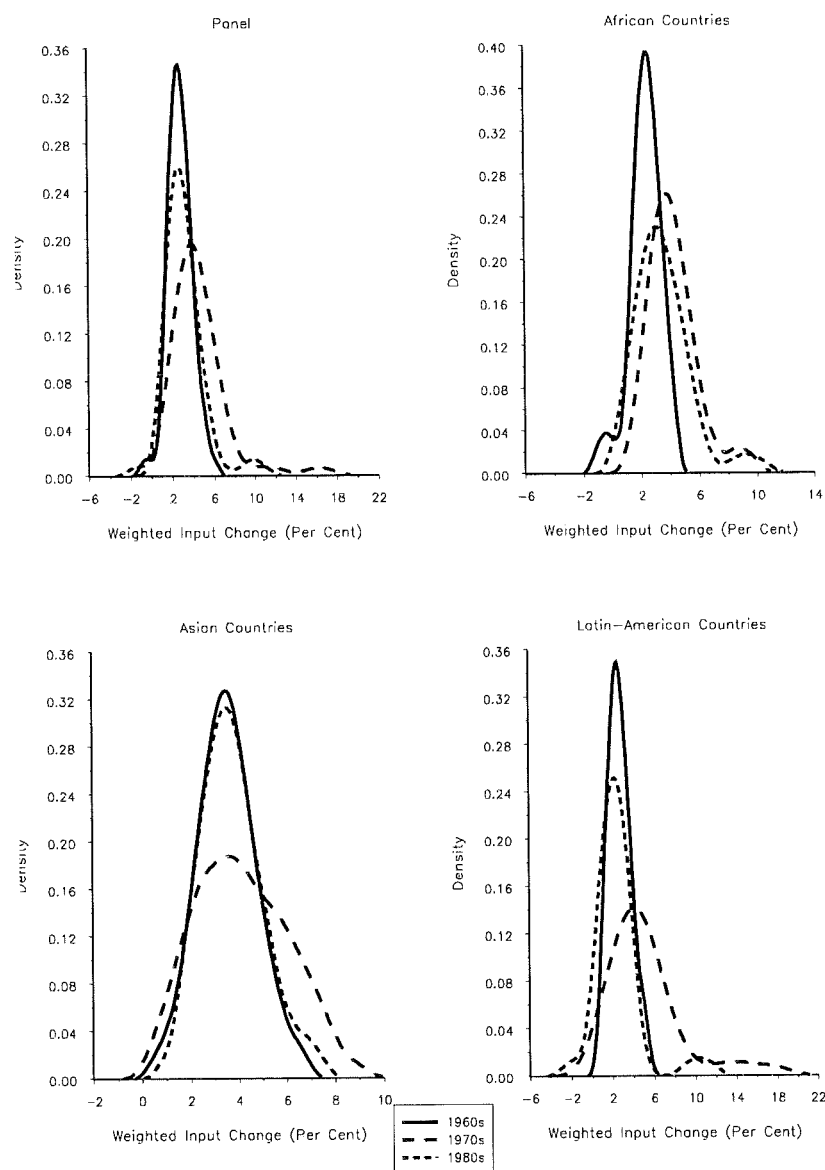 Panel
0.36
0.32
0.28
0.24
0.20
0.16
0.12
0.08
0.04
0.00
Density
-6 -2 2 6 10 14 18 22
Weighted Input Change (Per Cent)
African Countries
0.40
0.36
0.32
0.28
0.24
0.20
0.16
0.12
0.08
0.04
0.00
Density
-6 -2 2 6 10 14
Weighted Input Change (Per Cent)
Asian Countries
0.36
0.32
0.28
0.24
0.20
0.16
0.12
0.08
0.04
0.00
Density
-2 0 2 4 6 8 10
Weighted Input Change (Per Cent)
Latin-American Countries
0.36
0.32
0.28
0.24
0.20
0.16
0.12
0.08
0.04
0.00
Density
-6 -2 2 6 10 14 18 22
Weighted Input Change (Per Cent)
1960s
1970s
1980s